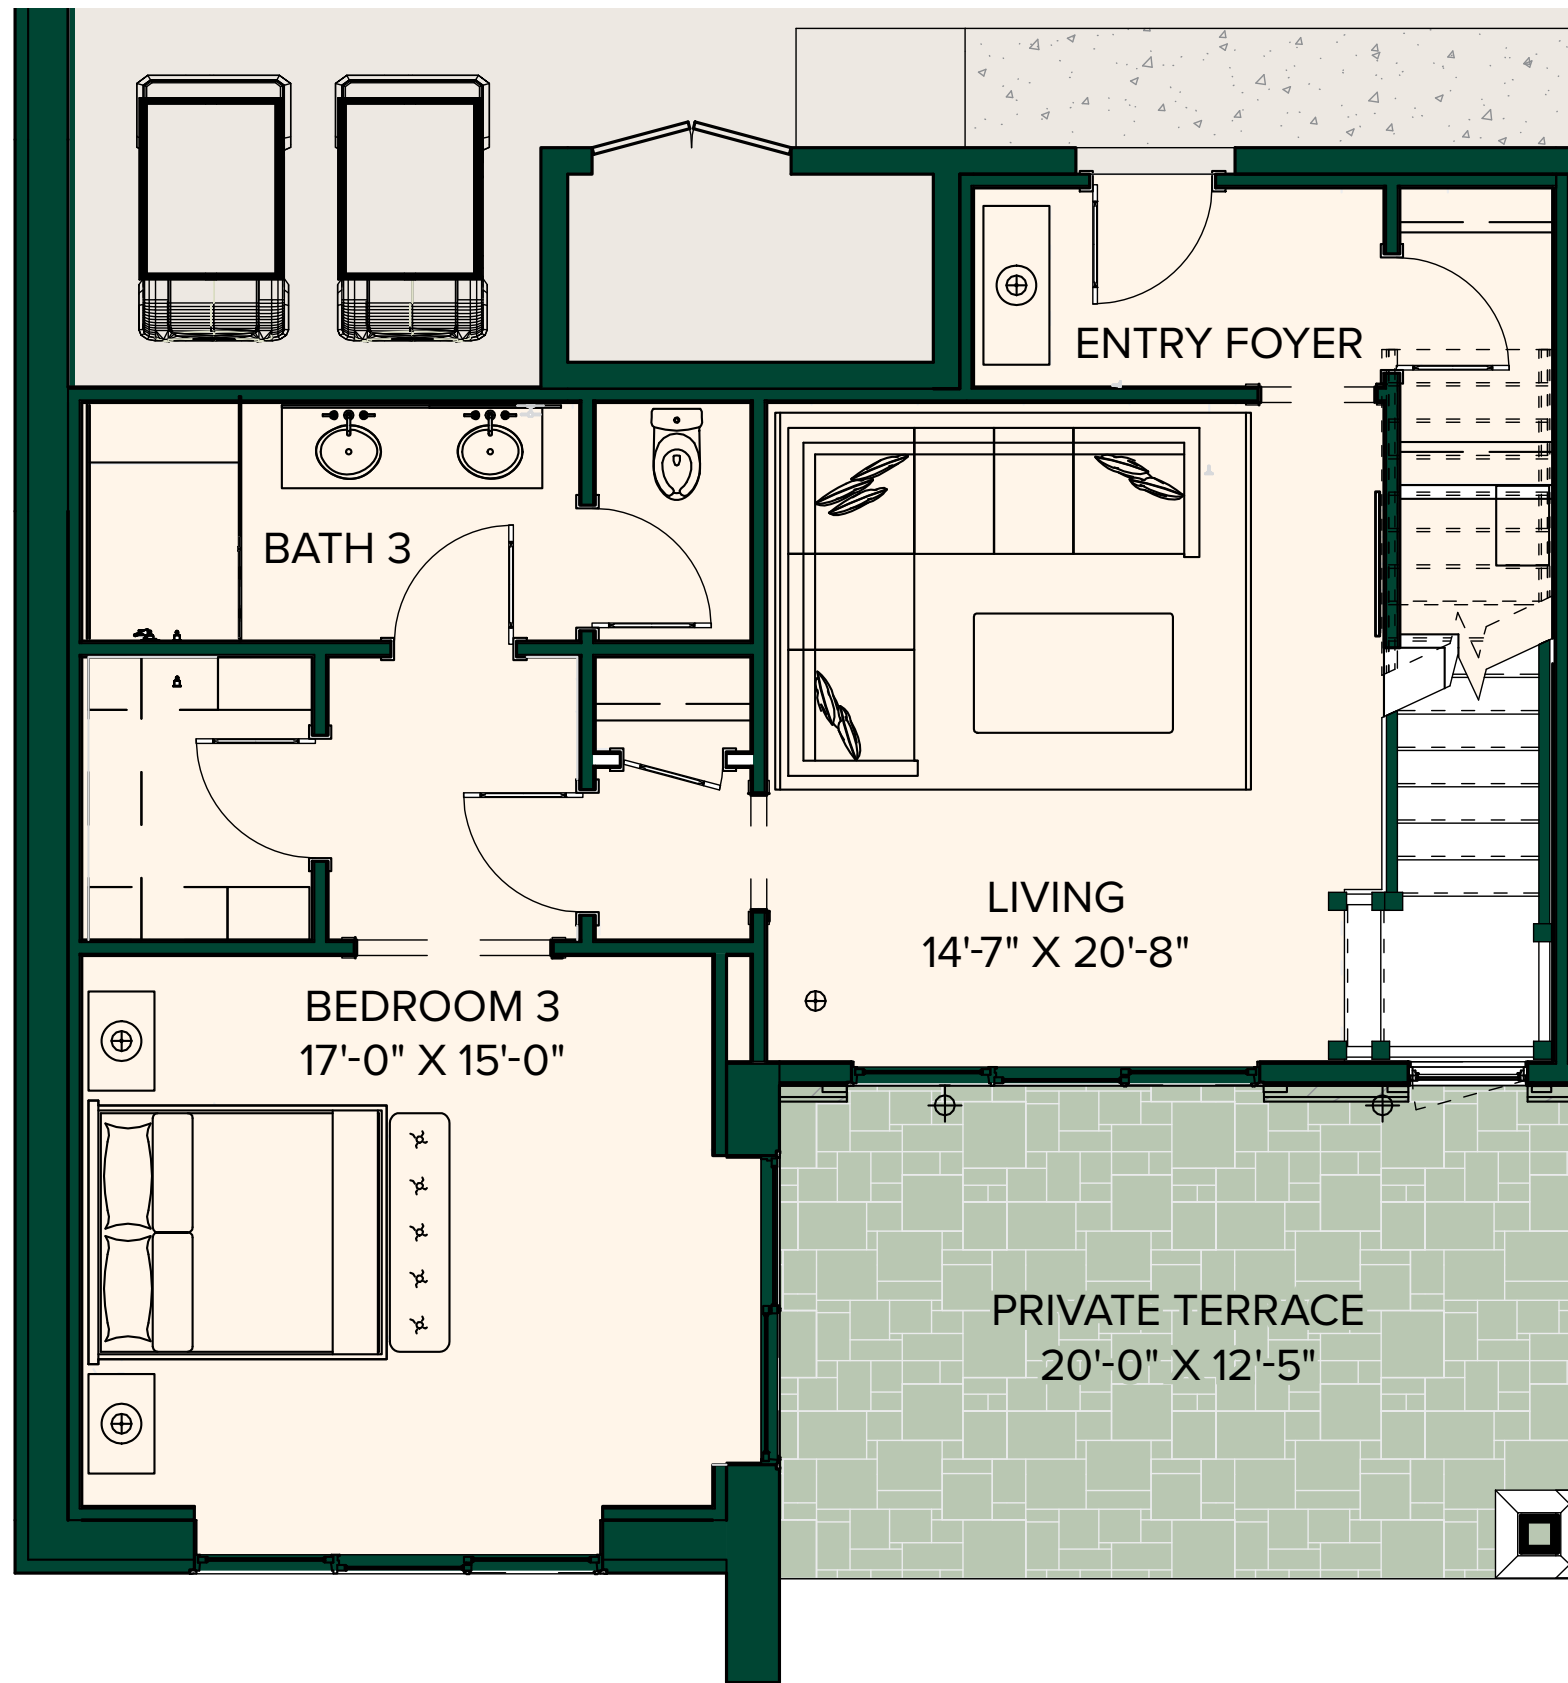 ENTRY FOYER
BATH 3
LIVING
14'-7" X 20'-8"
BEDROOM 3
17'-0" X 15'-0"
PRIVATE TERRACE
20'-0" X 12'-5"